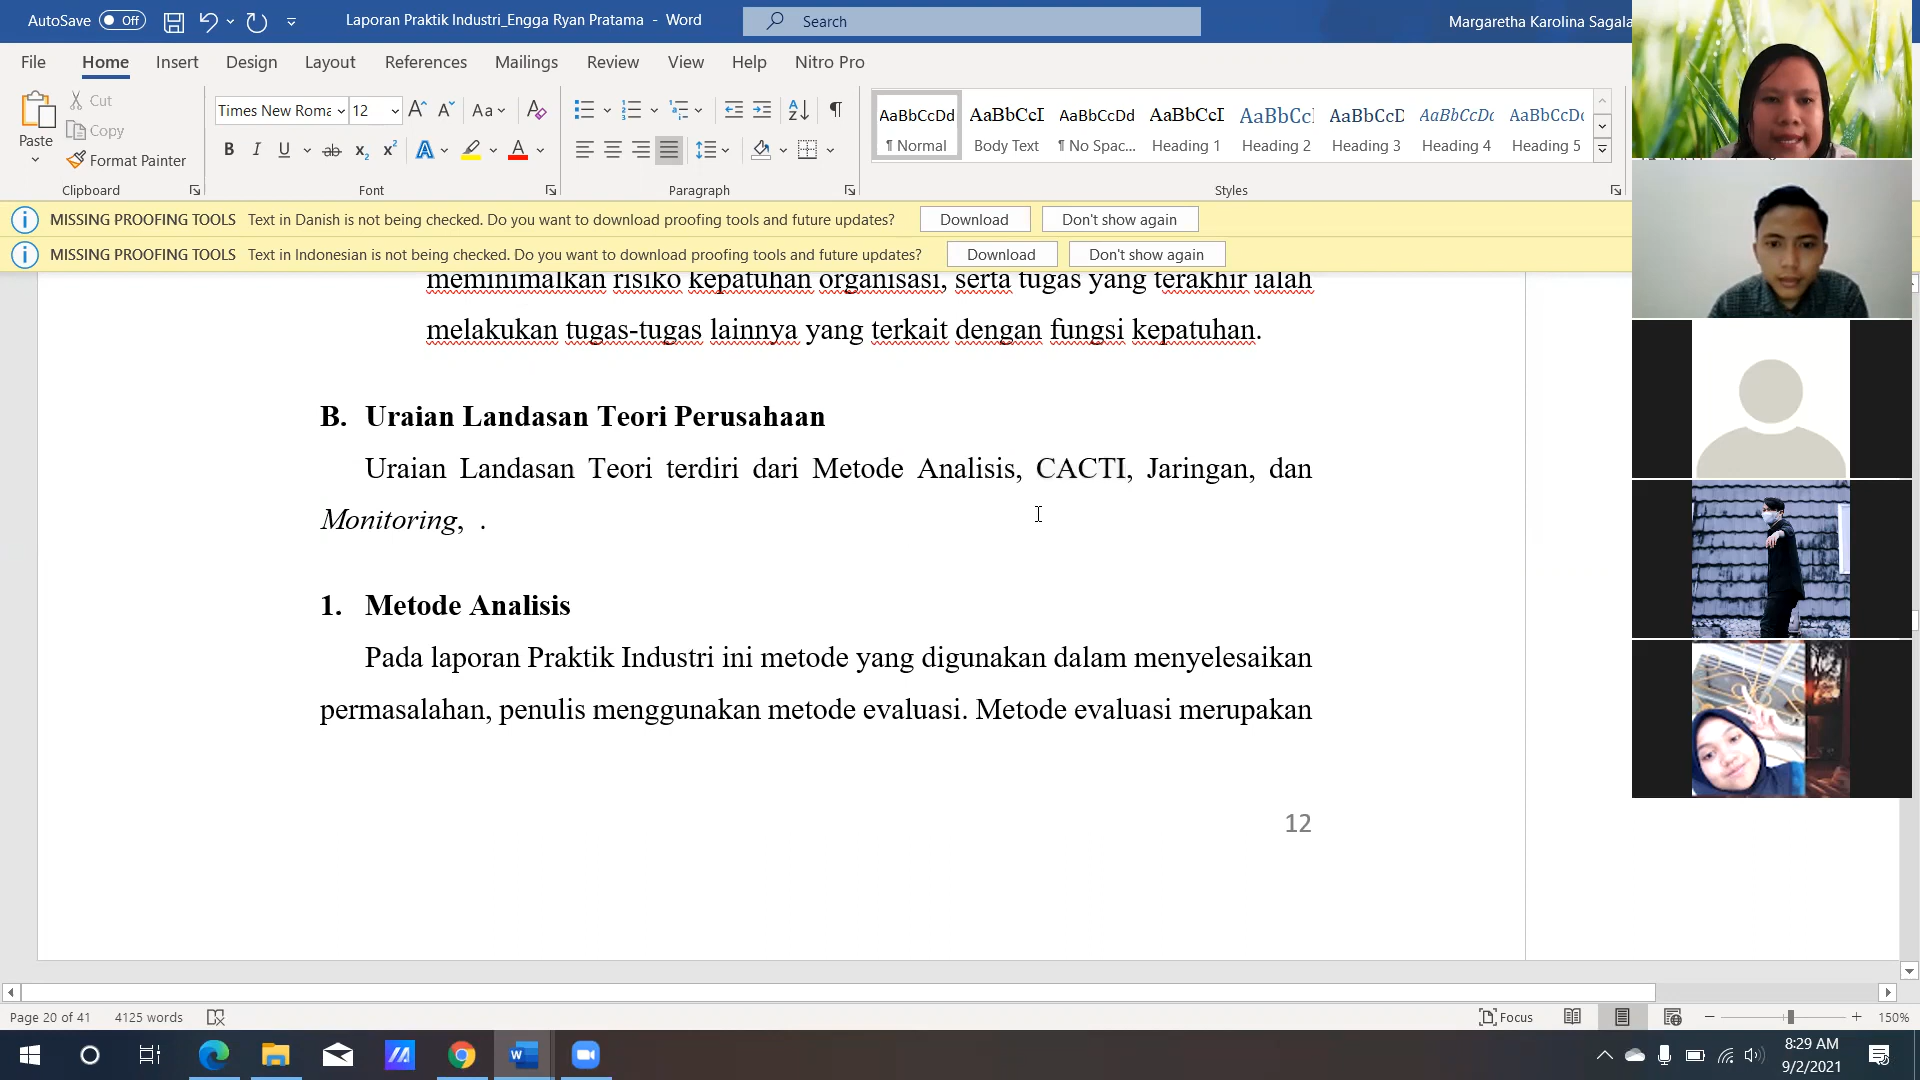 AutoSave Off Laporan Praktik Industri_Engga Ryan Pratama - Word Search Margaretha Karolina Sagala
File Home Insert Design Layout References Mailings Review View Help Nitro Pro
Paste Cut Copy Format Painter
Times New Roma 12 Aa
B I U ab x₂ x² A A
AaBbCcDd AaBbCcI AaBbCcDd AaBbCcI AaBbCc AaBbCcD AaBbCcDc AaBbCcD
¶ Normal Body Text ¶ No Spac... Heading 1 Heading 2 Heading 3 Heading 4 Heading 5
Clipboard Font Paragraph Styles
MISSING PROOFING TOOLS Text in Danish is not being checked. Do you want to download proofing tools and future updates? Download Don't show again
MISSING PROOFING TOOLS Text in Indonesian is not being checked. Do you want to download proofing tools and future updates? Download Don't show again
meminimalkan risiko kepatuhan organisasi, serta tugas yang terakhir ialah
melakukan tugas-tugas lainnya yang terkait dengan fungsi kepatuhan.
B. Uraian Landasan Teori Perusahaan
Uraian Landasan Teori terdiri dari Metode Analisis, CACTI, Jaringan, dan
Monitoring, .
1. Metode Analisis
Pada laporan Praktik Industri ini metode yang digunakan dalam menyelesaikan
permasalahan, penulis menggunakan metode evaluasi. Metode evaluasi merupakan
12
Page 20 of 41 4125 words Focus 150%
8:29 AM
9/2/2021